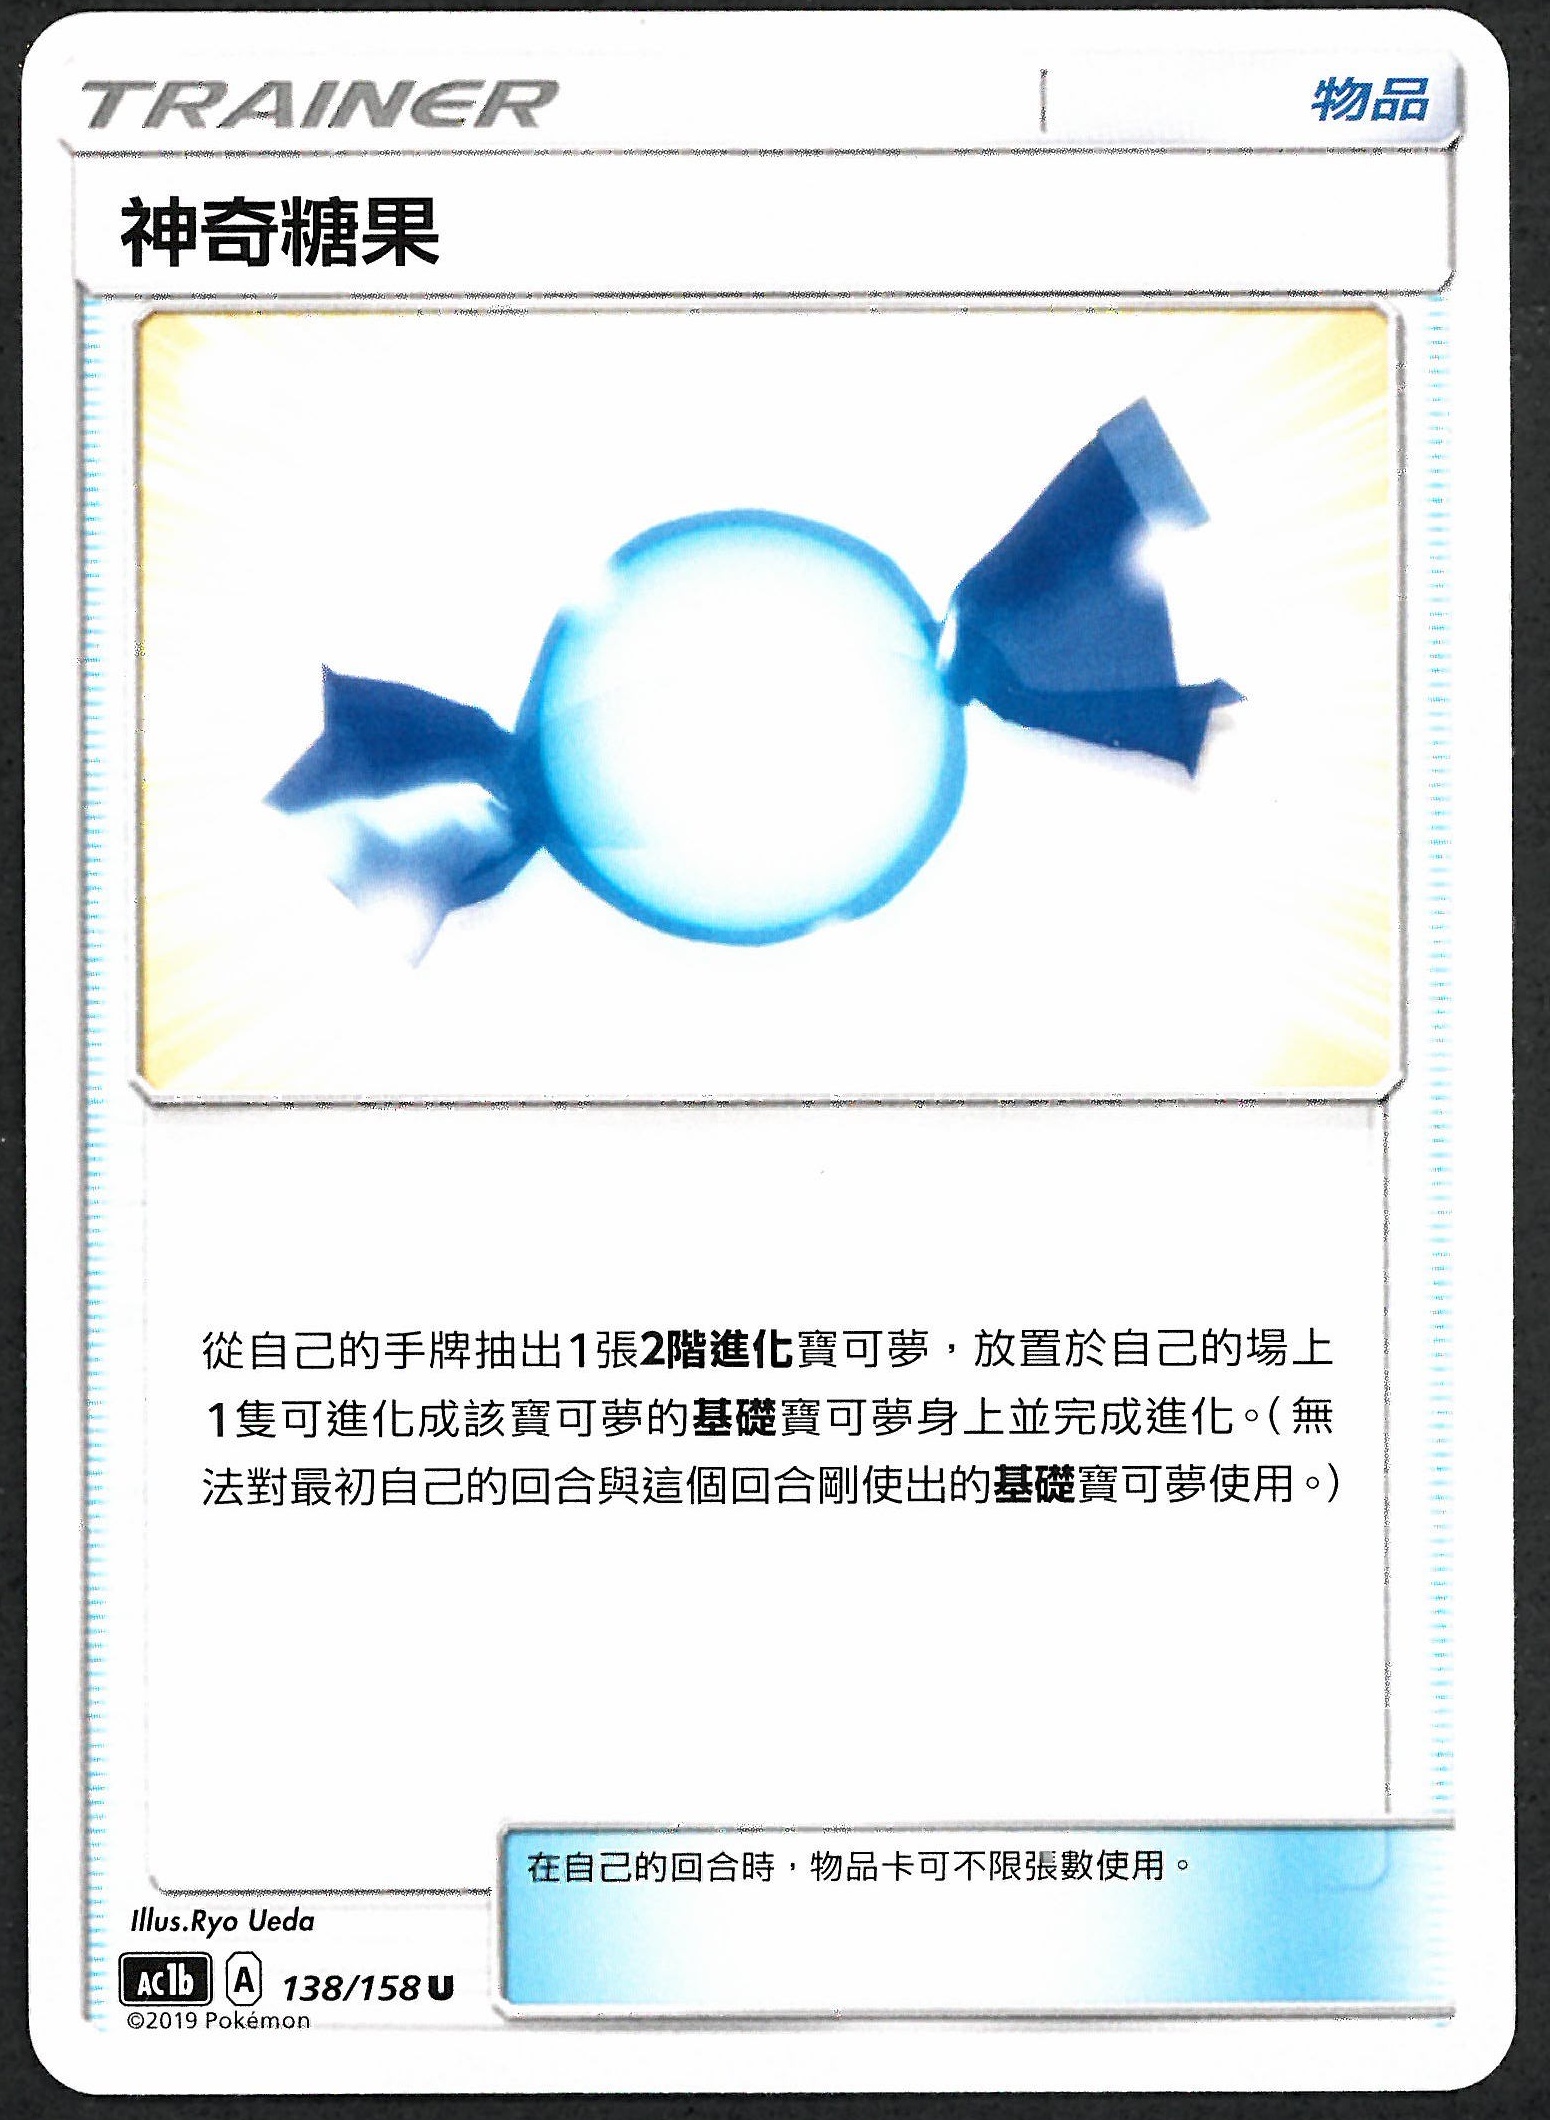 TRAINER
物品
神奇糖果
從自己的手牌抽出1張2階進化寶可夢，放置於自己的場上
1隻可進化成該寶可夢的基礎寶可夢身上並完成進化。（無
法對最初自己的回合與這個回合剛使出的基礎寶可夢使用。）
在自己的回合時，物品卡可不限張數使用。
Illus.Ryo Ueda
AC1b A 138/158 U
©2019 Pokémon